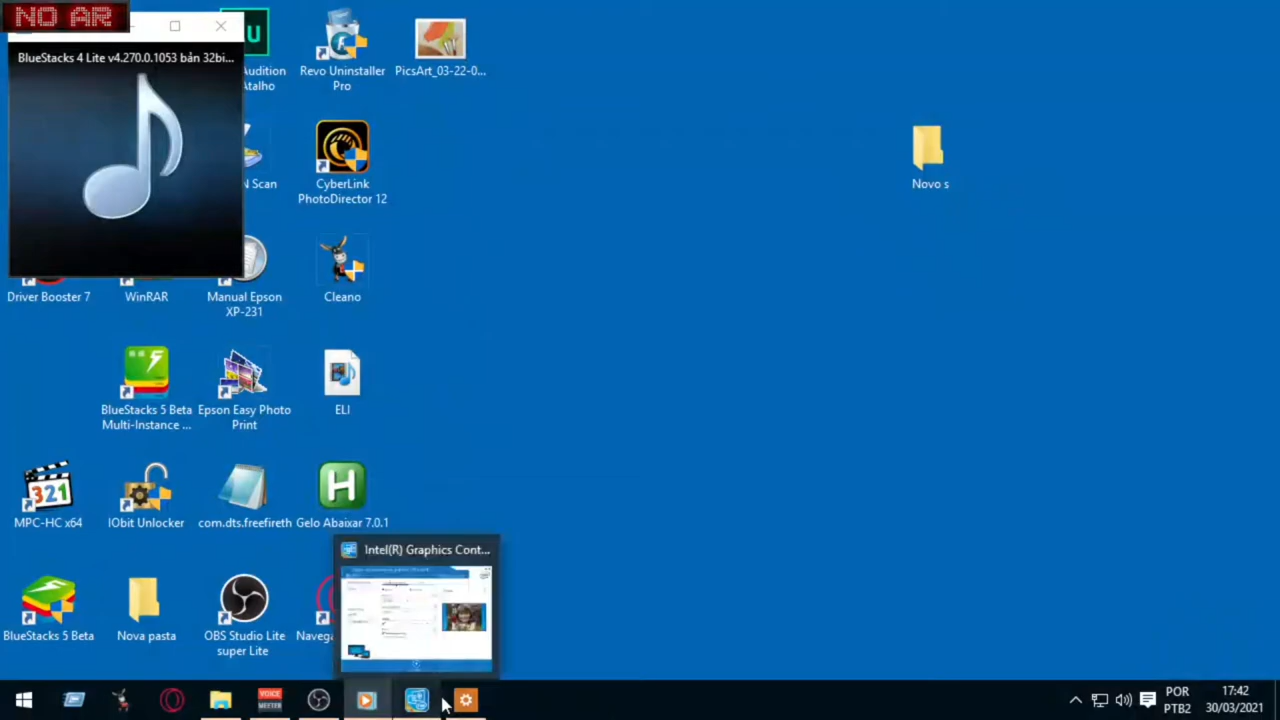 NO AR
BlueStacks 4 Lite v4.270.0.1053 bản 32bi...
Audition
Atalho
Revo Uninstaller
Pro
PicsArt_03-22-0...
N Scan
CyberLink
PhotoDirector 12
Novo s
Driver Booster 7
WinRAR
Manual Epson
XP-231
Cleano
BlueStacks 5 Beta
Multi-Instance ...
Epson Easy Photo
Print
ELI
321
MPC-HC x64
IObit Unlocker
com.dts.freefireth
H
Gelo Abaixar 7.0.1
Intel(R) Graphics Cont...
BlueStacks 5 Beta
Nova pasta
OBS Studio Lite
super Lite
Navega
VOICE
MEETER
POR
PTB2
17:42
30/03/2021